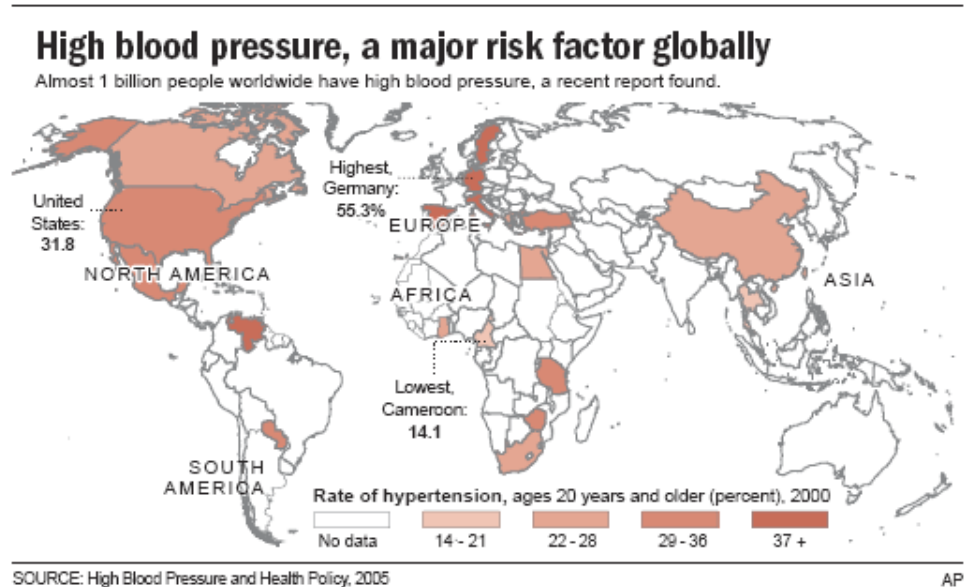 High blood pressure, a major risk factor globally
Almost 1 billion people worldwide have high blood pressure, a recent report found.
Highest,
Germany:
55.3%
United
States:
31.8
EUROPE
NORTH AMERICA
ASIA
AFRICA
Lowest,
Cameroon:
14.1
SOUTH
AMERICA
Rate of hypertension, ages 20 years and older (percent), 2000
No data 14 - 21 22 - 28 29 - 36 37 +
SOURCE: High Blood Pressure and Health Policy, 2005 AP